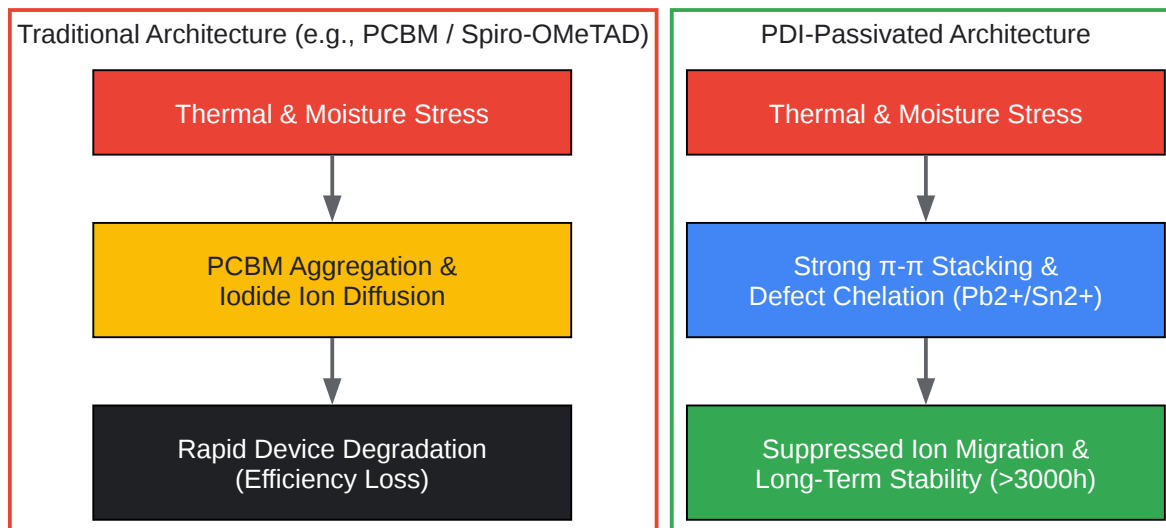 Traditional Architecture (e.g., PCBM / Spiro-OMeTAD)
Thermal & Moisture Stress
PCBM Aggregation &
Iodide Ion Diffusion
Rapid Device Degradation
(Efficiency Loss)
PDI-Passivated Architecture
Thermal & Moisture Stress
Strong π-π Stacking &
Defect Chelation (Pb2+/Sn2+)
Suppressed Ion Migration &
Long-Term Stability (>3000h)